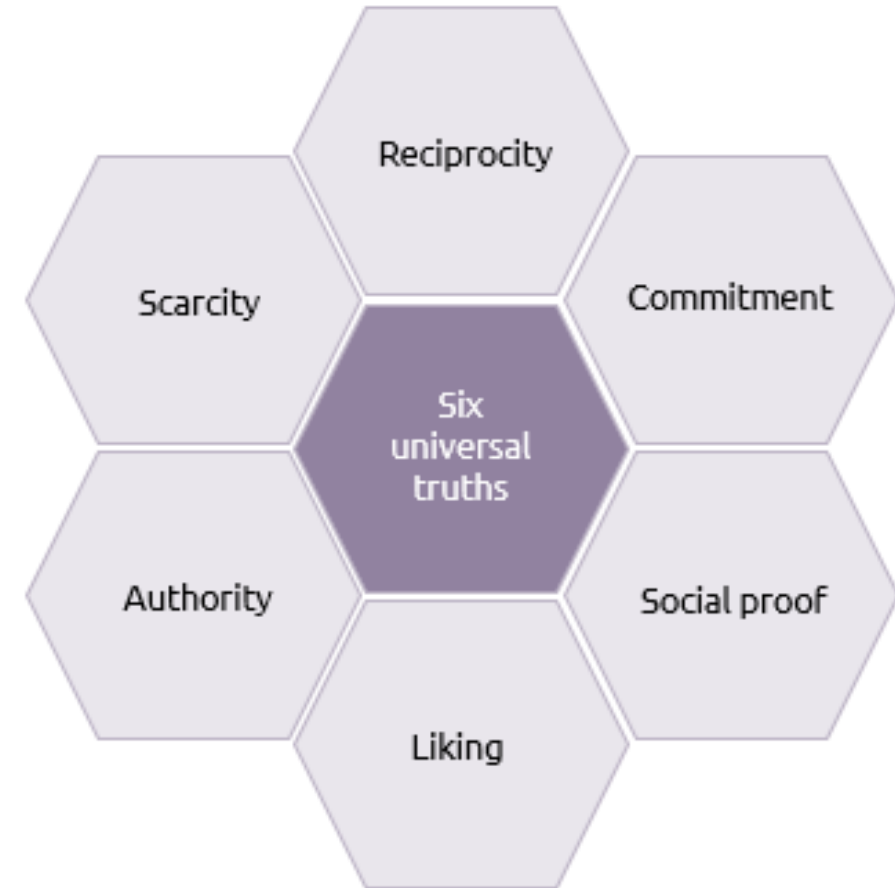 Reciprocity
Scarcity
Commitment
Six
universal
truths
Authority
Social proof
Liking